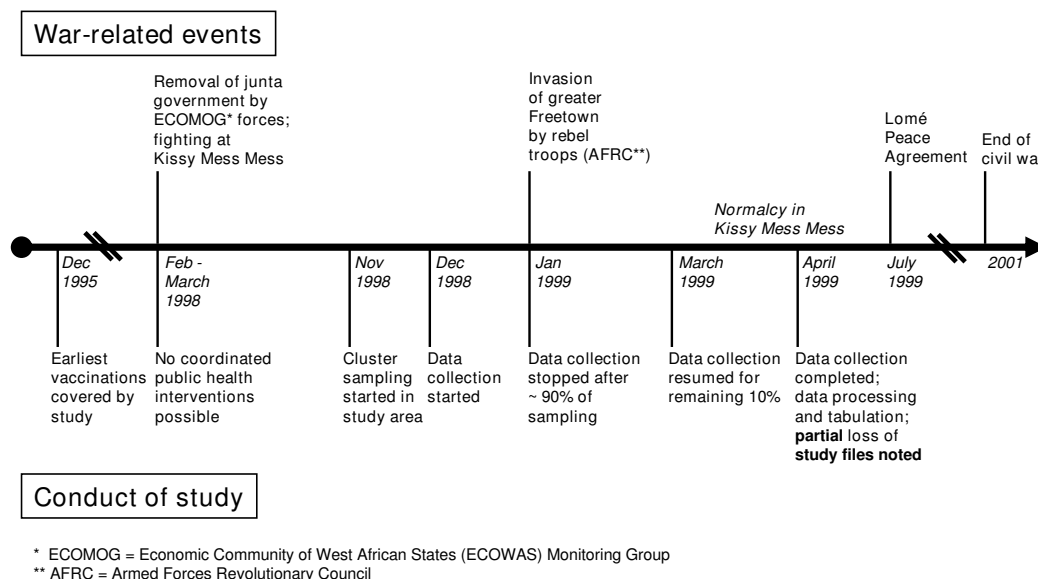 War-related events
Removal of junta
government by
ECOMOG* forces;
fighting at
Kissy Mess Mess
Invasion
of greater
Freetown
by rebel
troops (AFRC**)
Lomé
Peace
Agreement
End of
civil wa
Normalcy in
Kissy Mess Mess
Dec
1995
Feb -
March
1998
Nov
1998
Dec
1998
Jan
1999
March
1999
April
1999
July
1999
2001
Earliest
vaccinations
covered by
study
No coordinated
public health
interventions
possible
Cluster
sampling
started in
study area
Data
collection
started
Data collection
stopped after
~ 90% of
sampling
Data collection
resumed for
remaining 10%
Data collection
completed;
data processing
and tabulation;
partial loss of
study files noted
Conduct of study
* ECOMOG = Economic Community of West African States (ECOWAS) Monitoring Group
** AFRC = Armed Forces Revolutionary Council